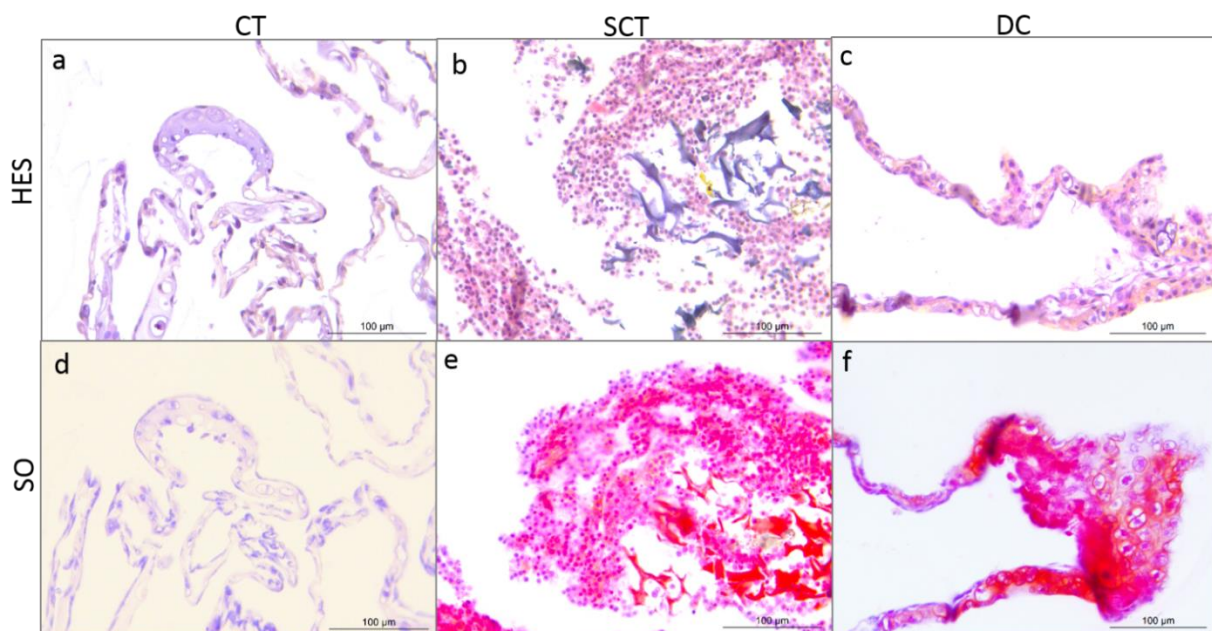 CT SCT DC
HES
a b c
100 µm 100 µm 100 µm
SO
d e f
100 µm 100 µm 100 µm